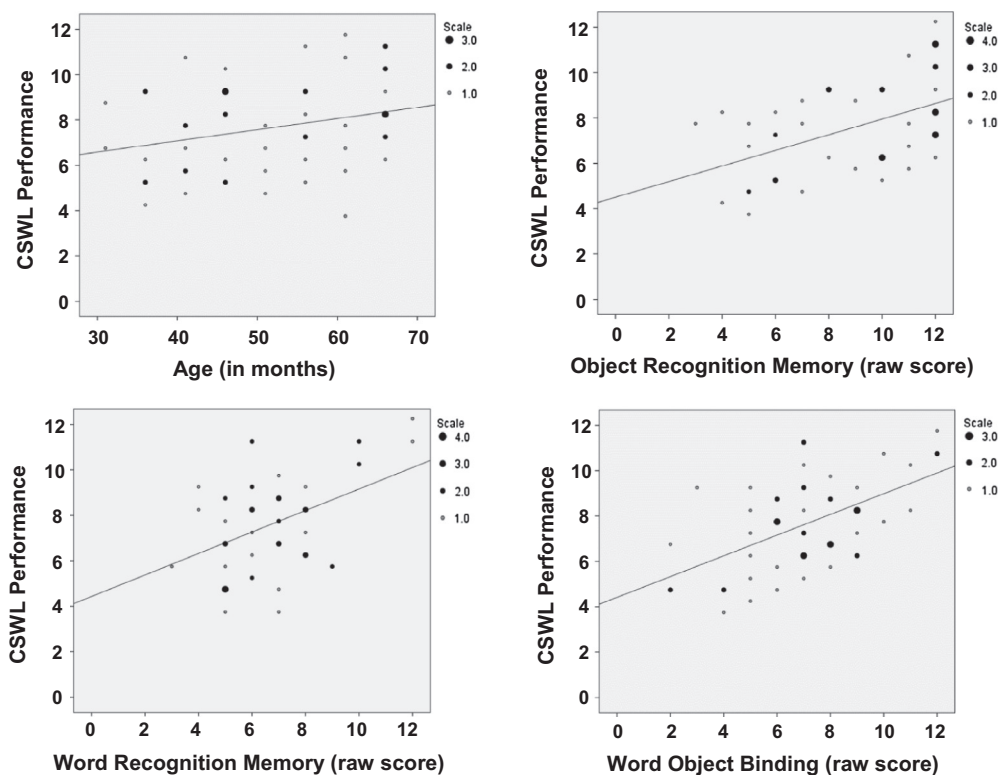 CSWL Performance
12
10
8
6
4
2
0
30 40 50 60 70
Age (in months)
Scale
3.0
2.0
1.0
CSWL Performance
12
10
8
6
4
2
0
0 2 4 6 8 10 12
Object Recognition Memory (raw score)
Scale
4.0
3.0
2.0
1.0
CSWL Performance
12
10
8
6
4
2
0
0 2 4 6 8 10 12
Word Recognition Memory (raw score)
Scale
4.0
3.0
2.0
1.0
CSWL Performance
12
10
8
6
4
2
0
0 2 4 6 8 10 12
Word Object Binding (raw score)
Scale
3.0
2.0
1.0